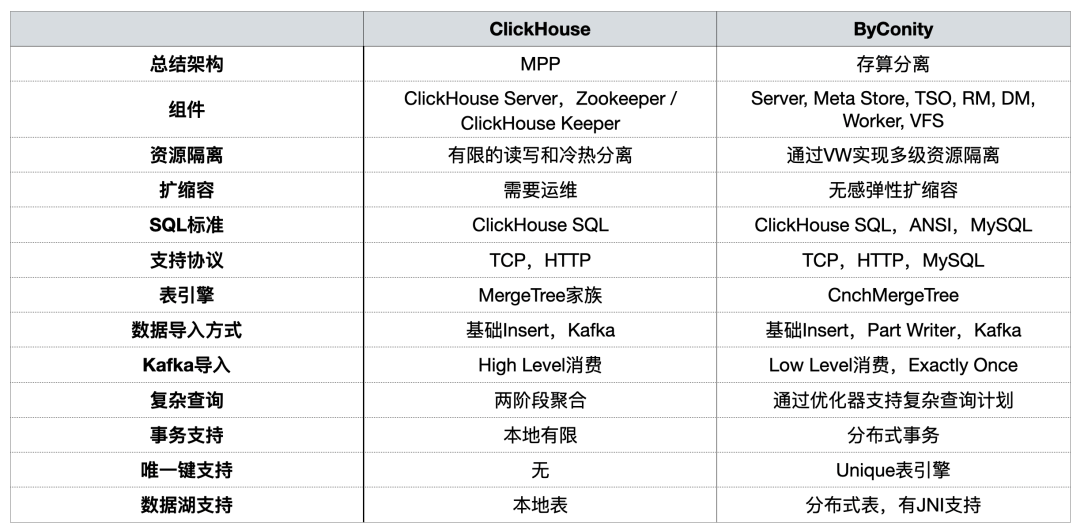 ClickHouse ByConity
总结架构 MPP 存算分离
组件 ClickHouse Server，Zookeeper / ClickHouse Keeper Server, Meta Store, TSO, RM, DM, Worker, VFS
资源隔离 有限的读写和冷热分离 通过VW实现多级资源隔离
扩缩容 需要运维 无感弹性扩缩容
SQL标准 ClickHouse SQL ClickHouse SQL，ANSI，MySQL
支持协议 TCP，HTTP TCP，HTTP，MySQL
表引擎 MergeTree家族 CnchMergeTree
数据导入方式 基础Insert，Kafka 基础Insert，Part Writer，Kafka
Kafka导入 High Level消费 Low Level消费，Exactly Once
复杂查询 两阶段聚合 通过优化器支持复杂查询计划
事务支持 本地有限 分布式事务
唯一键支持 无 Unique表引擎
数据湖支持 本地表 分布式表，有JNI支持